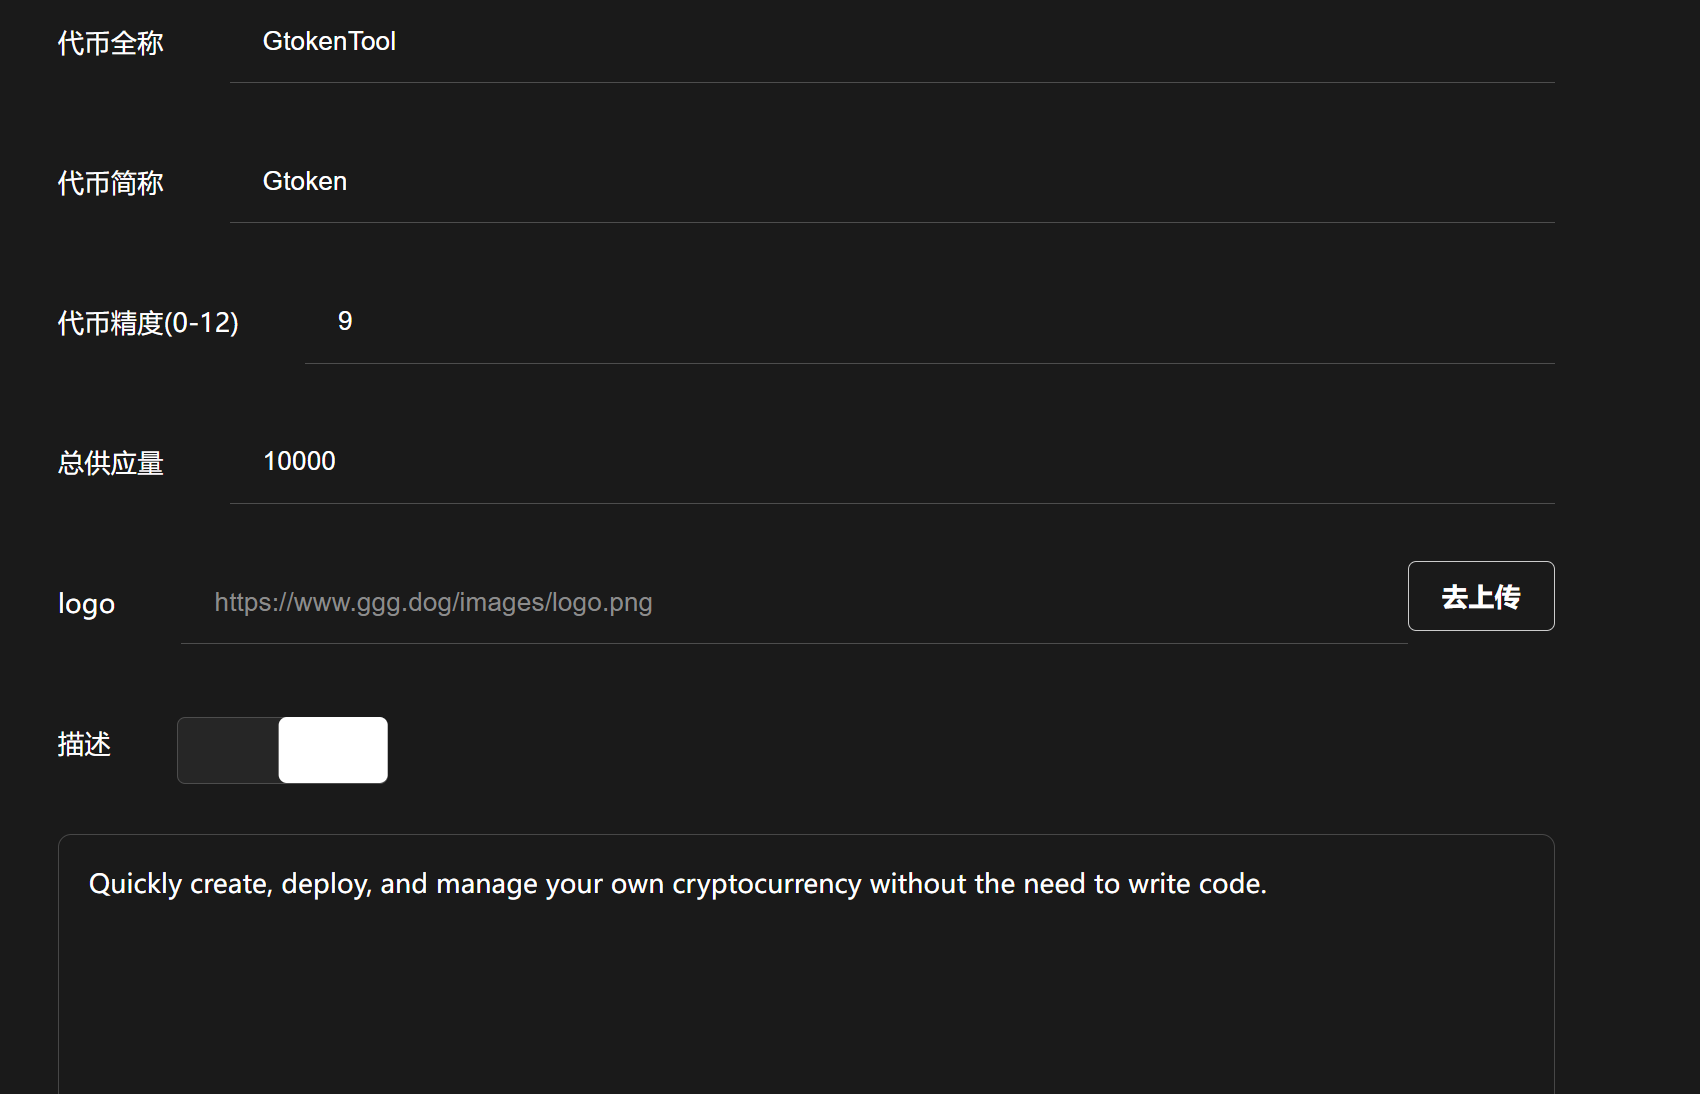 代币全称 GtokenTool
代币简称 Gtoken
代币精度(0-12) 9
总供应量 10000
logo https://www.ggg.dog/images/logo.png 去上传
描述
Quickly create, deploy, and manage your own cryptocurrency without the need to write code.